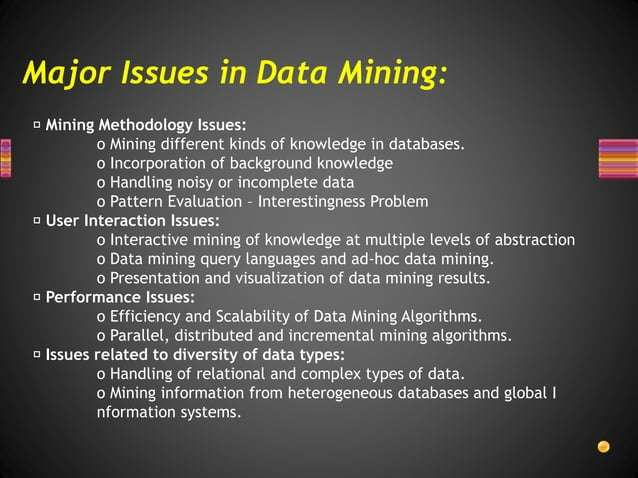 Major Issues in Data Mining:
Mining Methodology Issues:
o Mining different kinds of knowledge in databases.
o Incorporation of background knowledge
o Handling noisy or incomplete data
o Pattern Evaluation – Interestingness Problem
User Interaction Issues:
o Interactive mining of knowledge at multiple levels of abstraction
o Data mining query languages and ad-hoc data mining.
o Presentation and visualization of data mining results.
Performance Issues:
o Efficiency and Scalability of Data Mining Algorithms.
o Parallel, distributed and incremental mining algorithms.
Issues related to diversity of data types:
o Handling of relational and complex types of data.
o Mining information from heterogeneous databases and global I
nformation systems.